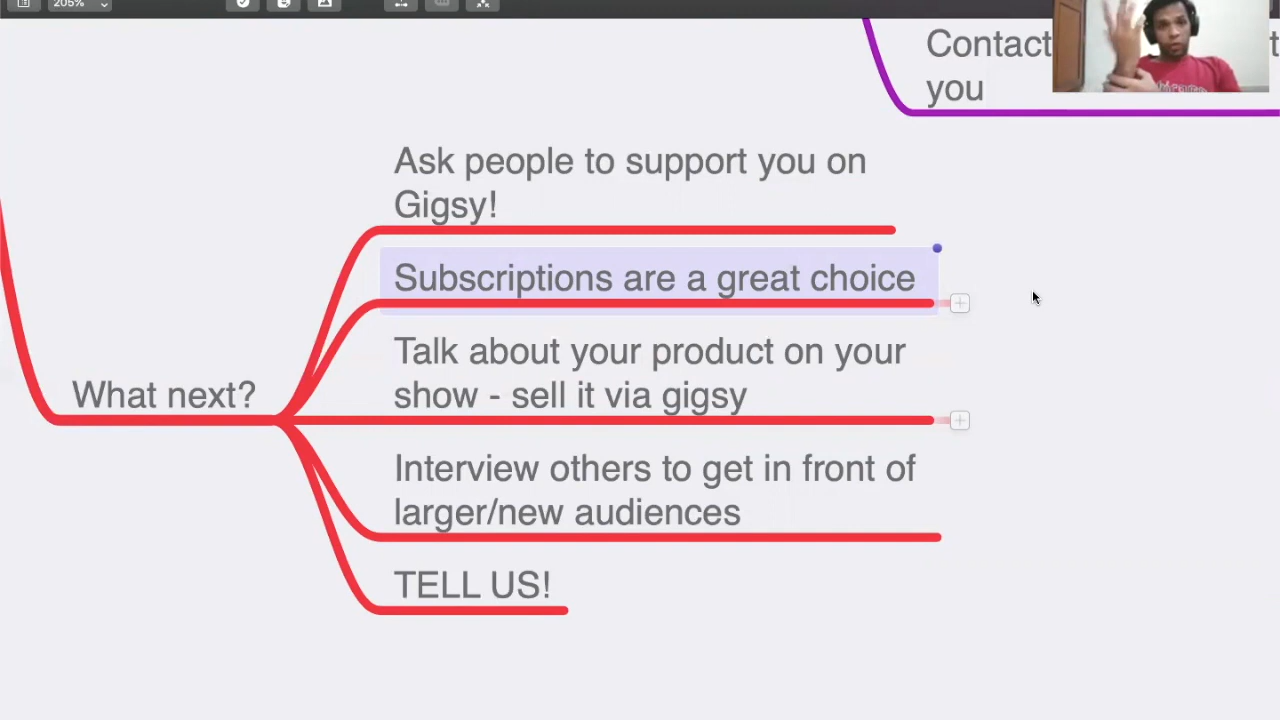 205%
Contact
you
Ask people to support you on
Gigsy!
Subscriptions are a great choice
Talk about your product on your
show - sell it via gigsy
What next?
Interview others to get in front of
larger/new audiences
TELL US!